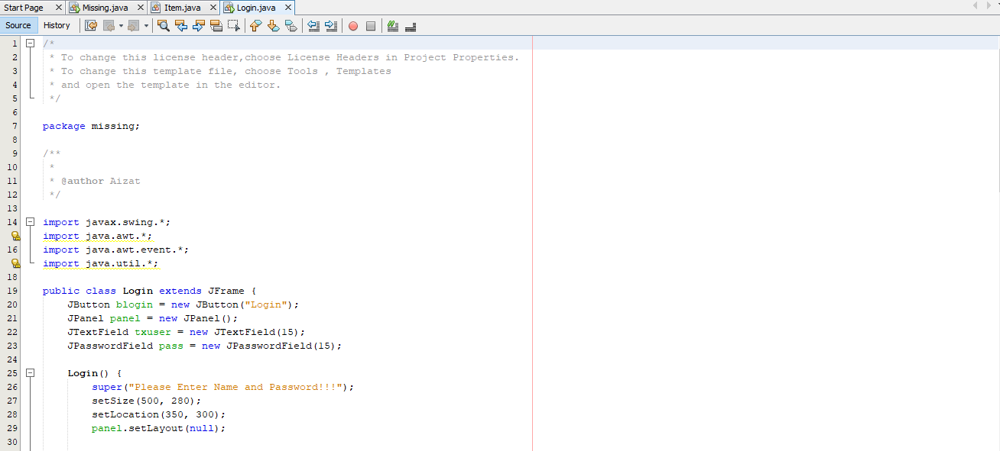 Start Page Missing.java Item.java Login.java
Source History
1 /*
2 * To change this license header,choose License Headers in Project Properties.
3 * To change this template file, choose Tools , Templates
4 * and open the template in the editor.
5 */
6
7 package missing;
8
9 /**
10 *
11 * @author Aizat
12 */
13
14 import javax.swing.*;
import java.awt.*;
16 import java.awt.event.*;
import java.util.*;
18
19 public class Login extends JFrame {
20 JButton blogin = new JButton("Login");
21 JPanel panel = new JPanel();
22 JTextField txuser = new JTextField(15);
23 JPasswordField pass = new JPasswordField(15);
24
25 Login() {
26 super("Please Enter Name and Password!!!");
27 setSize(500, 280);
28 setLocation(350, 300);
29 panel.setLayout(null);
30